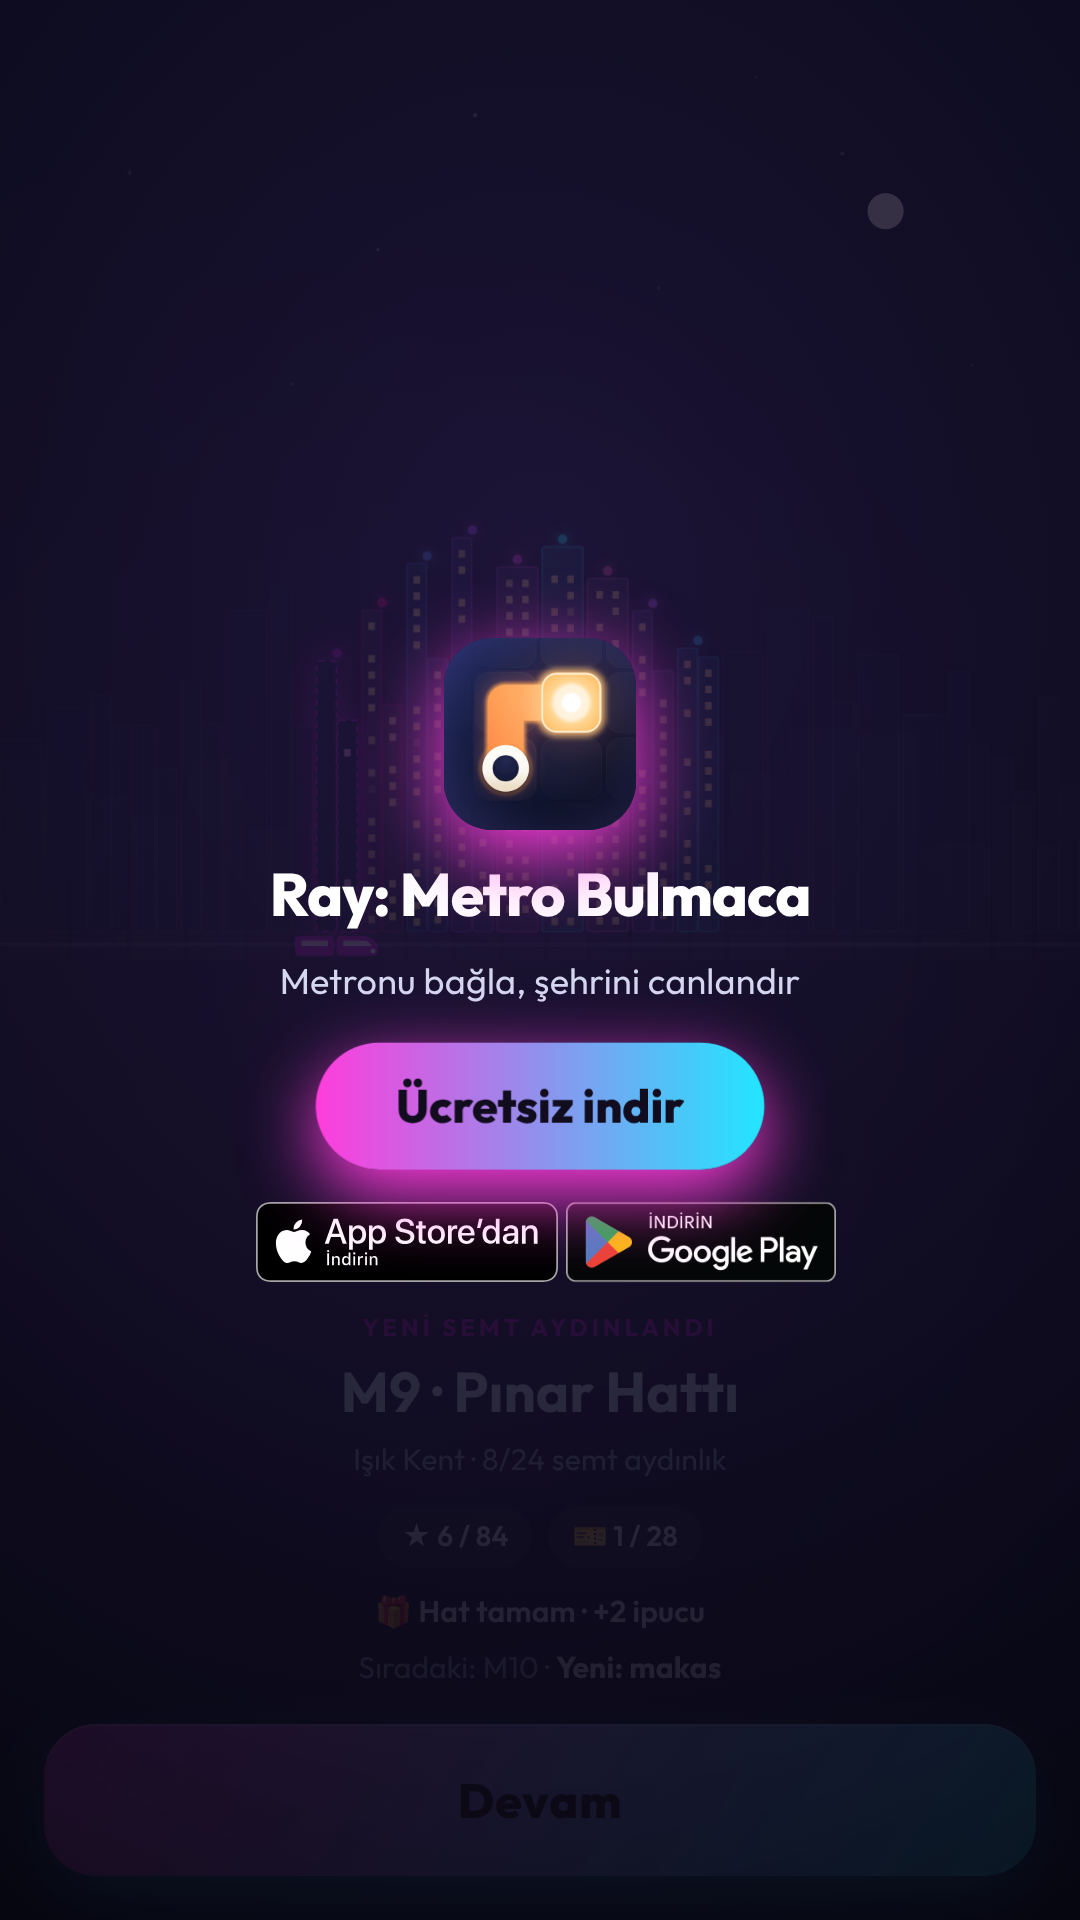 Ray: Metro Bulmaca
Metronu bağla, şehrini canlandır
Ücretsiz indir
App Store'dan
İndirin
İNDİRİN
Google Play
YENİ SEMT AYDINLANDI
M9 · Pınar Hattı
Işık Kent · 8/24 semt aydınlık
★ 6 / 84
🎫 1 / 28
🎁 Hat tamam · +2 ipucu
Sıradaki: M10 · Yeni: makas
Devam